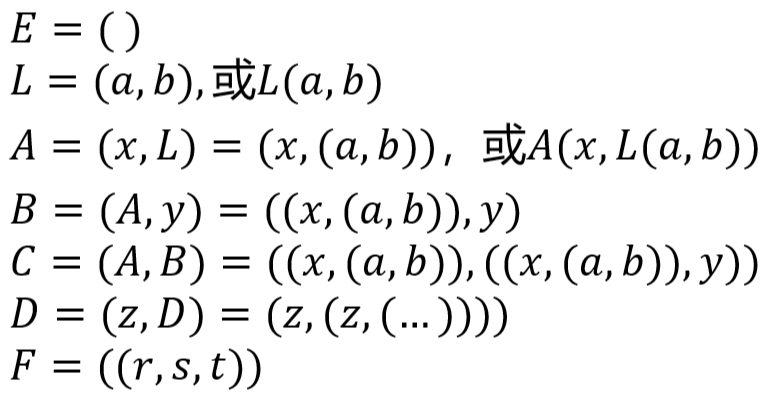 E = ( )
L = (a, b), 或L(a, b)
A = (x, L) = (x, (a, b)), 或A(x, L(a, b))
B = (A, y) = ((x, (a, b)), y)
C = (A, B) = ((x, (a, b)), ((x, (a, b)), y))
D = (z, D) = (z, (z, (… ))))
F = ((r, s, t))